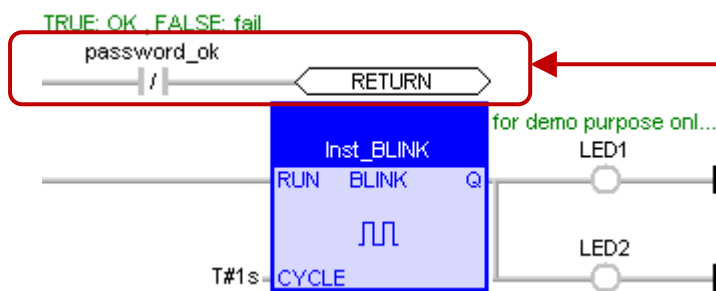 TRUE: OK , FALSE: fail
password_ok
/
RETURN
for demo purpose onl...
Inst_BLINK
LED1
RUN BLINK Q
LED2
T#1s CYCLE